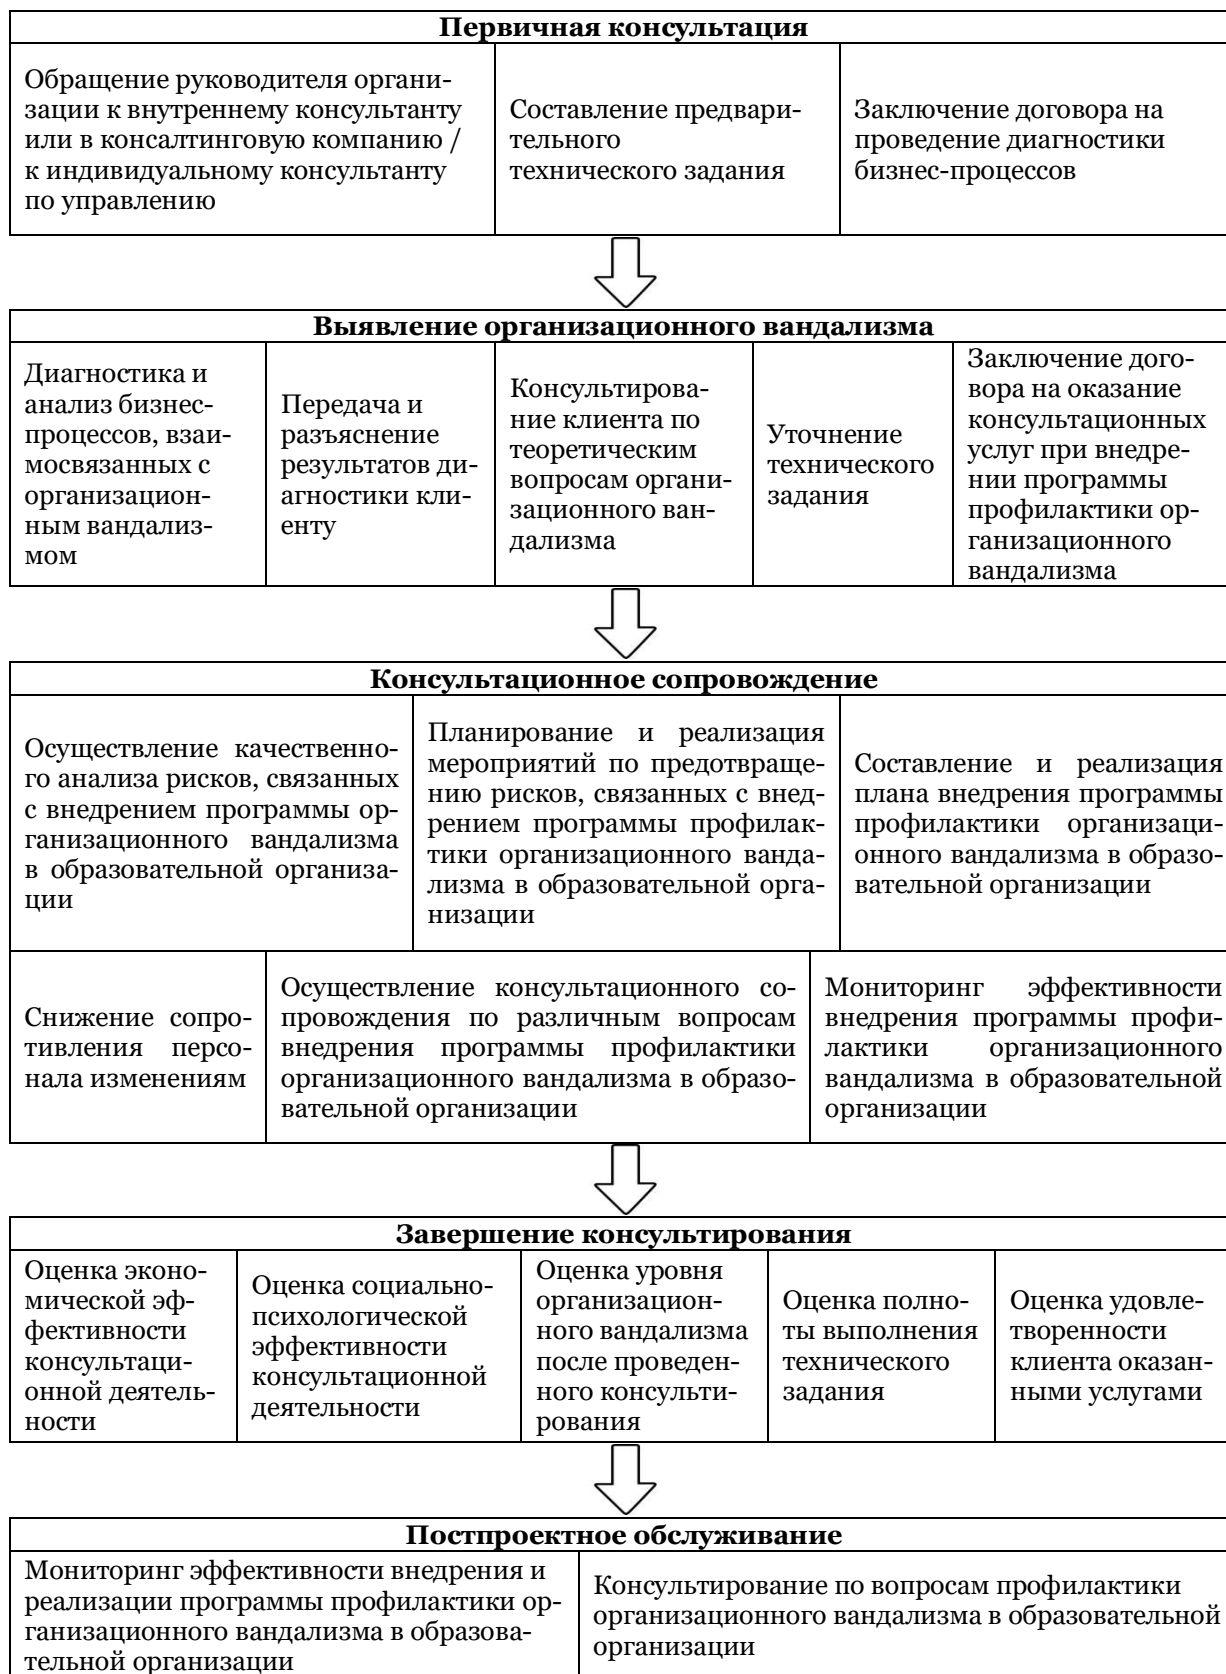 Первичная консультация
Обращение руководителя органи-
зации к внутреннему консультанту
или в консалтинговую компанию /
к индивидуальному консультанту
по управлению
Составление предвари-
тельного
технического задания
Заключение договора на
проведение диагностики
бизнес-процессов
Выявление организационного вандализма
Диагностика и
анализ бизнес-
процессов, взаи-
мосвязанных с
организацион-
ным вандализ-
мом
Передача и
разъяснение
результатов ди-
агностики кли-
енту
Консультирова-
ние клиента по
теоретическим
вопросам органи-
зационного ван-
дализма
Уточнение
технического
задания
Заключение дого-
вора на оказание
консультационных
услуг при внедре-
нии программы
профилактики ор-
ганизационного
вандализма
Консультационное сопровождение
Осуществление качественно-
го анализа рисков, связанных
с внедрением программы ор-
ганизационного вандализма
в образовательной организа-
ции
Планирование и реализация
мероприятий по предотвраще-
нию рисков, связанных с внед-
рением программы профилак-
тики организационного ванда-
лизма в образовательной орга-
низации
Составление и реализация
плана внедрения программы
профилактики организаци-
онного вандализма в образо-
вательной организации
Снижение сопро-
тивления персо-
нала изменениям
Осуществление консультационного со-
провождения по различным вопросам
внедрения программы профилактики
организационного вандализма в образо-
вательной организации
Мониторинг эффективности
внедрения программы профи-
лактики организационного
вандализма в образовательной
организации
Завершение консультирования
Оценка эконо-
мической эф-
фективности
консультаци-
онной деятель-
ности
Оценка социально-
психологической
эффективности
консультационной
деятельности
Оценка уровня
организацион-
ного вандализма
после проведен-
ного консульти-
рования
Оценка полно-
ты выполнения
технического
задания
Оценка удовле-
творенности
клиента оказан-
ными услугами
Постпроектное обслуживание
Мониторинг эффективности внедрения и
реализации программы профилактики ор-
ганизационного вандализма в образова-
тельной организации
Консультирование по вопросам профилактики
организационного вандализма в образовательной
организации